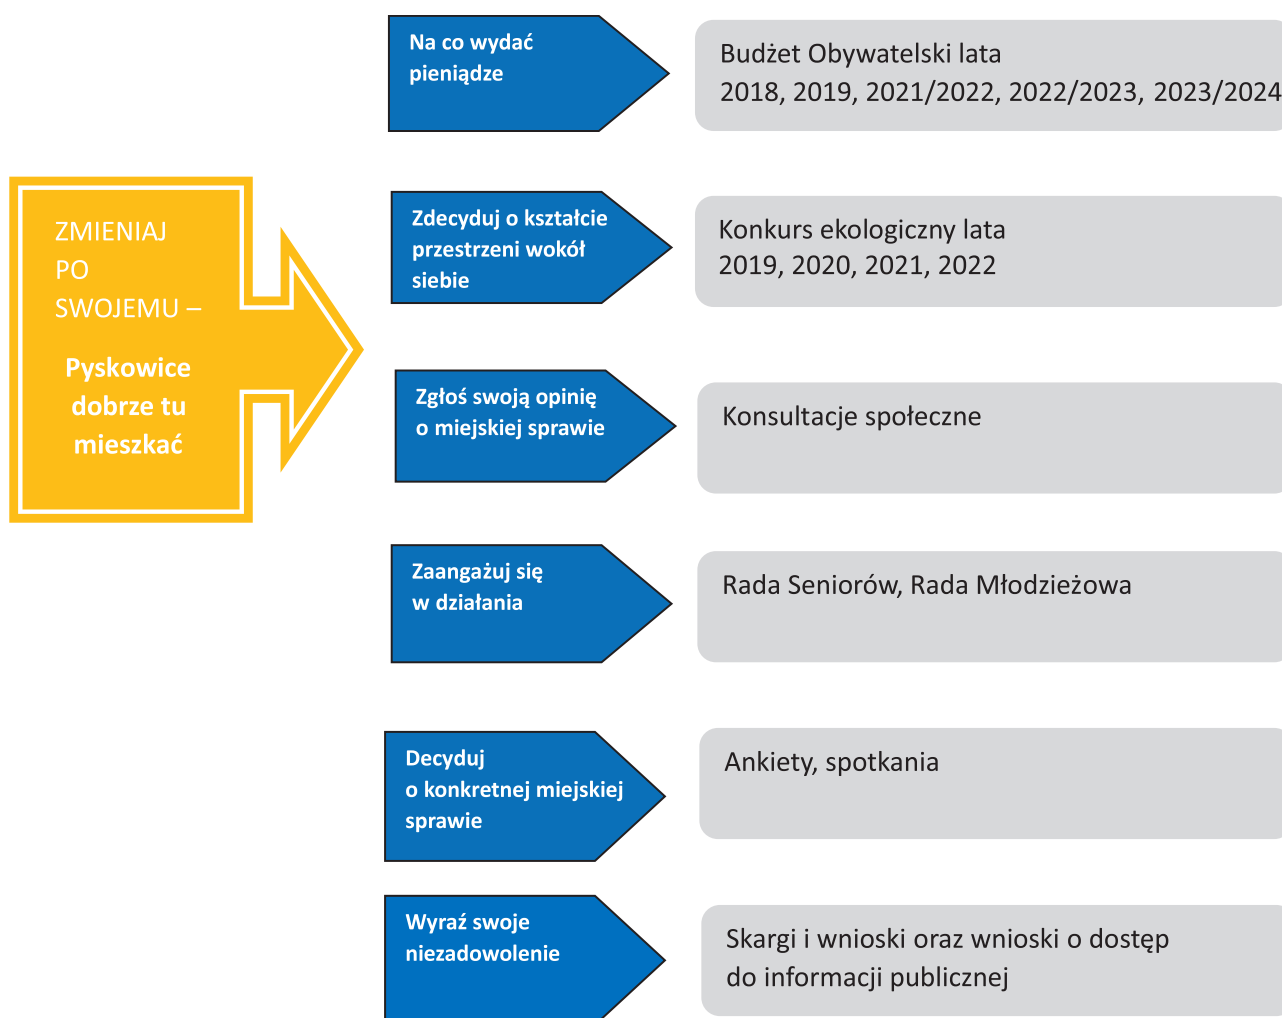 Na co wydać
pieniądze
Budżet Obywatelski lata
2018, 2019, 2021/2022, 2022/2023, 2023/2024
ZMIENIAJ
PO
SWOJEMU –
Pyskowice
dobrze tu
mieszkać
Zdecyduj o kształcie
przestrzeni wokół
siebie
Konkurs ekologiczny lata
2019, 2020, 2021, 2022
Zgłoś swoją opinię
o miejskiej sprawie
Konsultacje społeczne
Zaangażuj się
w działania
Rada Seniorów, Rada Młodzieżowa
Decyduj
o konkretnej miejskiej
sprawie
Ankiety, spotkania
Wyraź swoje
niezadowolenie
Skargi i wnioski oraz wnioski o dostęp
do informacji publicznej